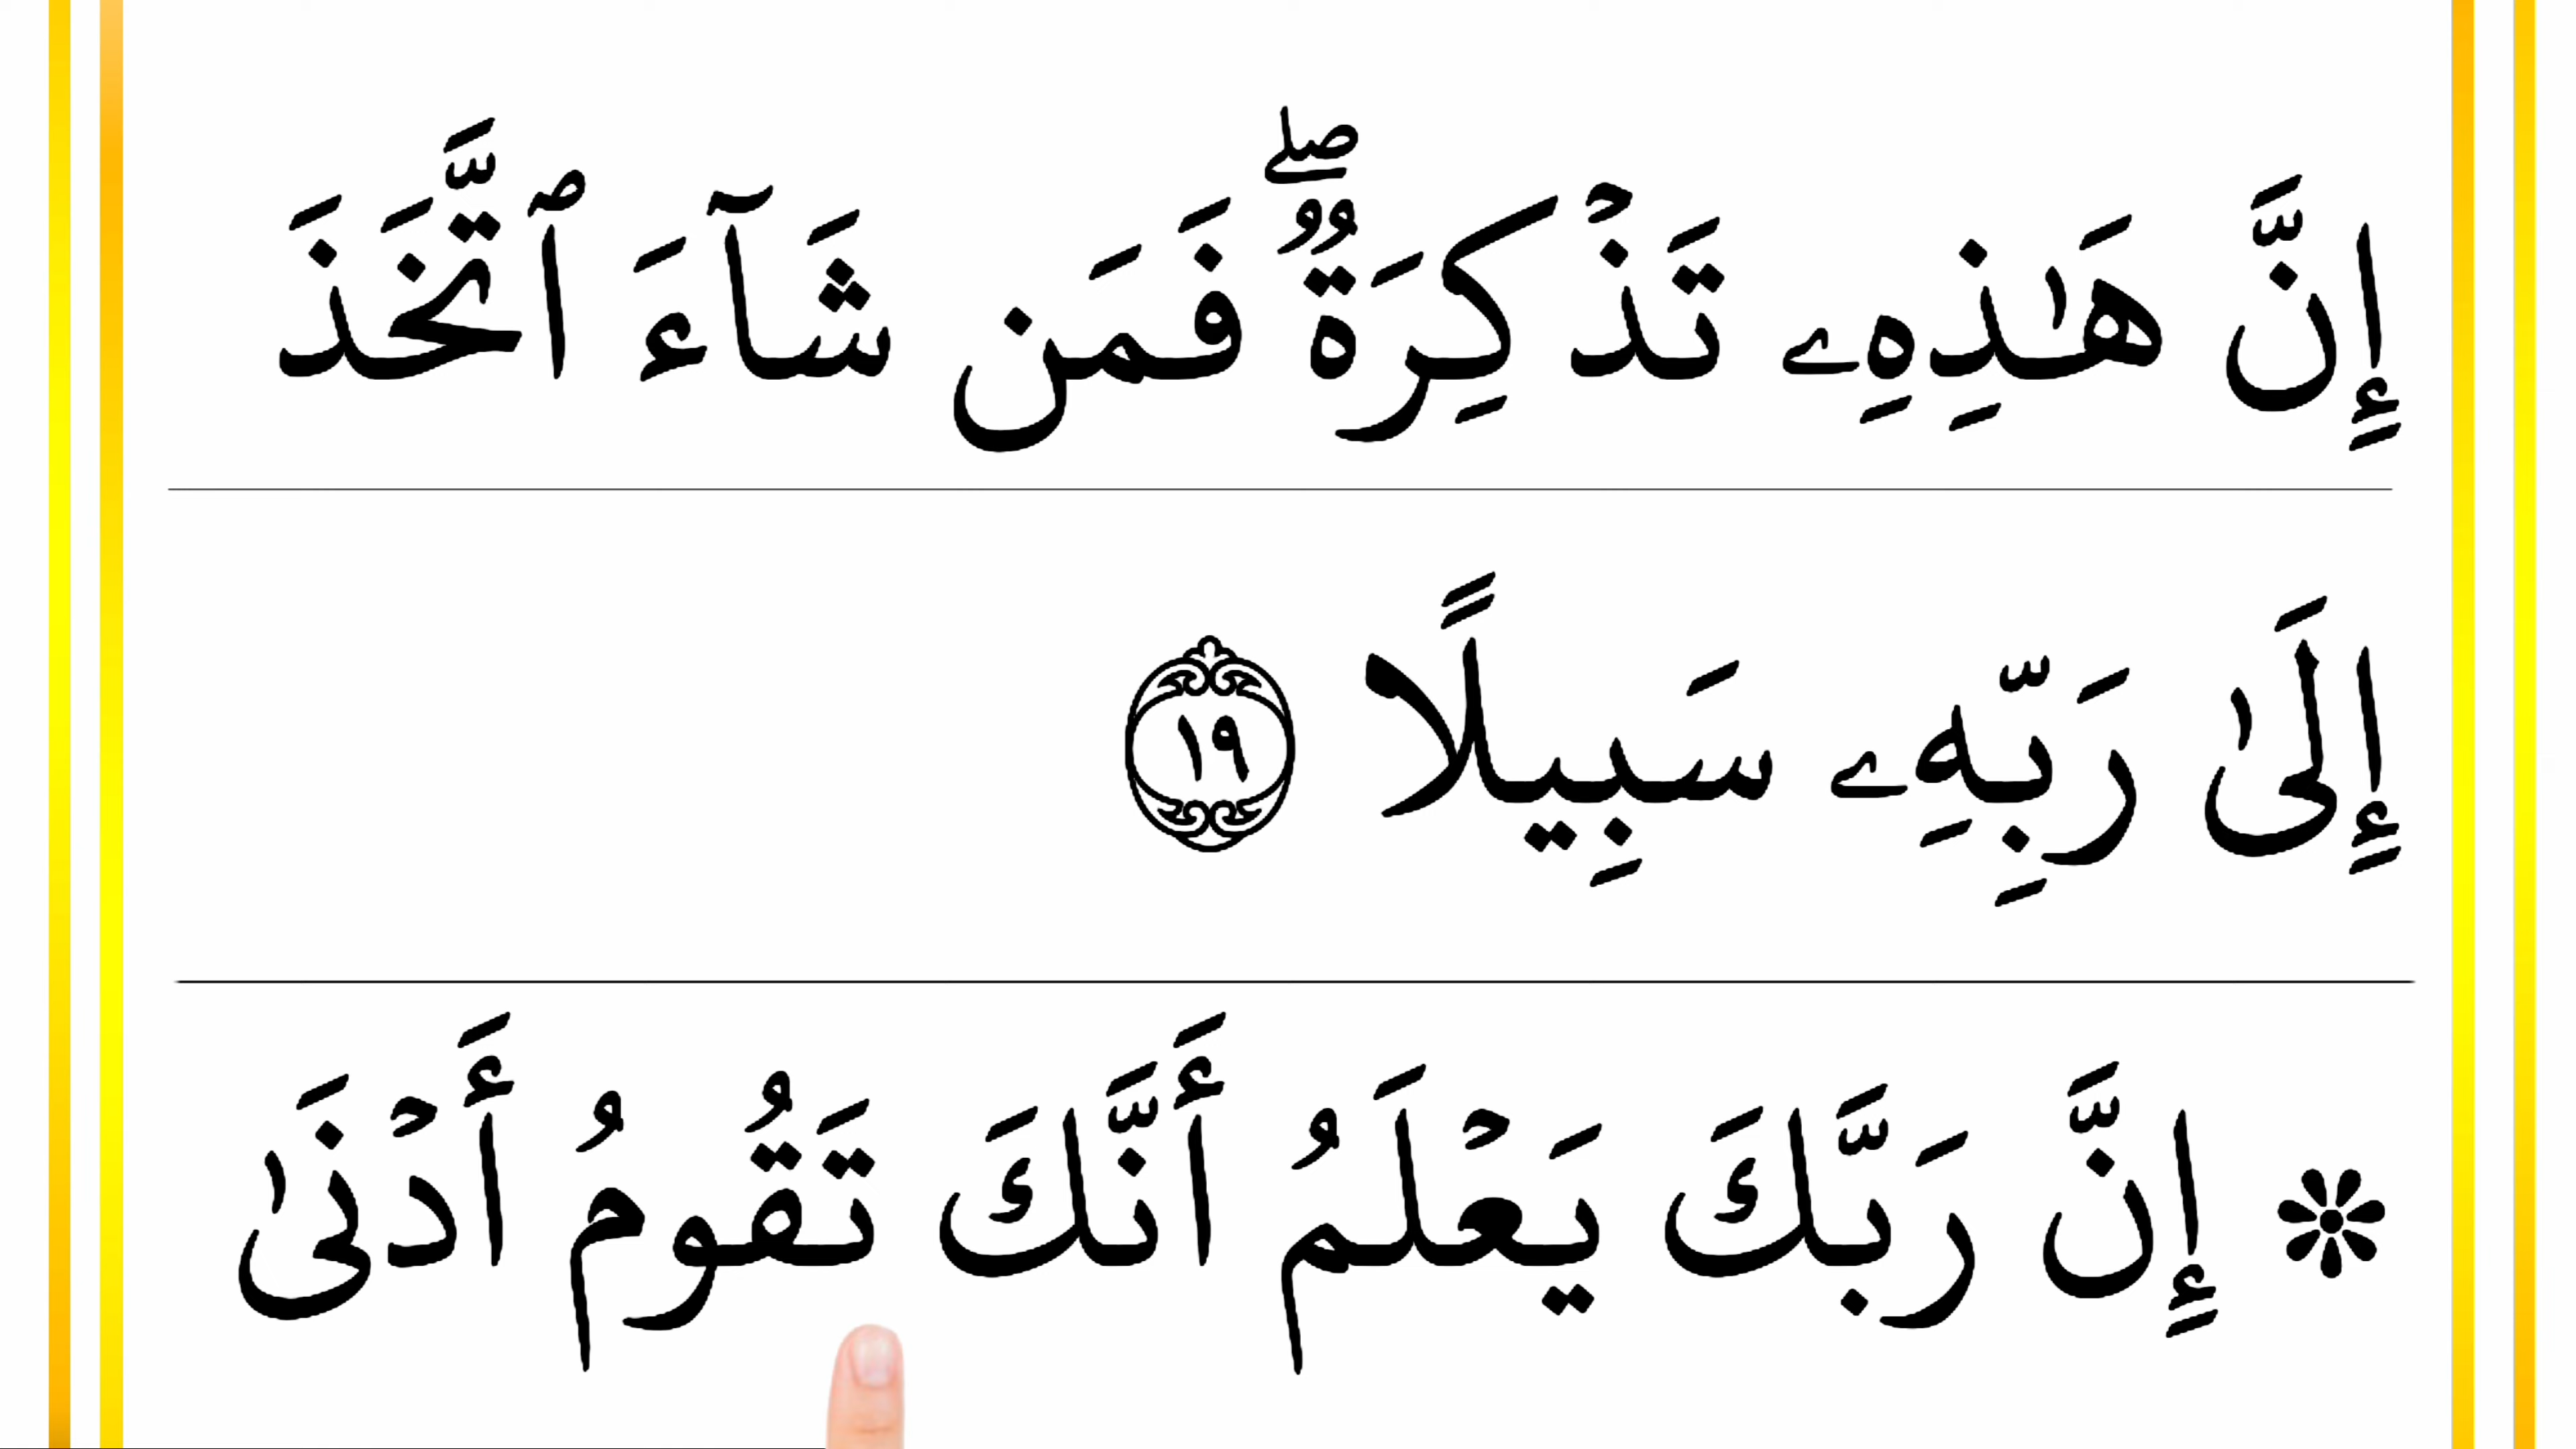 إِنَّ هَٰذِهِۦ تَذۡكِرَةٞۖ فَمَن شَآءَ ٱتَّخَذَ
إِلَىٰ رَبِّهِۦ سَبِيلًا ١٩
۞ إِنَّ رَبَّكَ يَعۡلَمُ أَنَّكَ تَقُومُ أَدۡنَىٰ